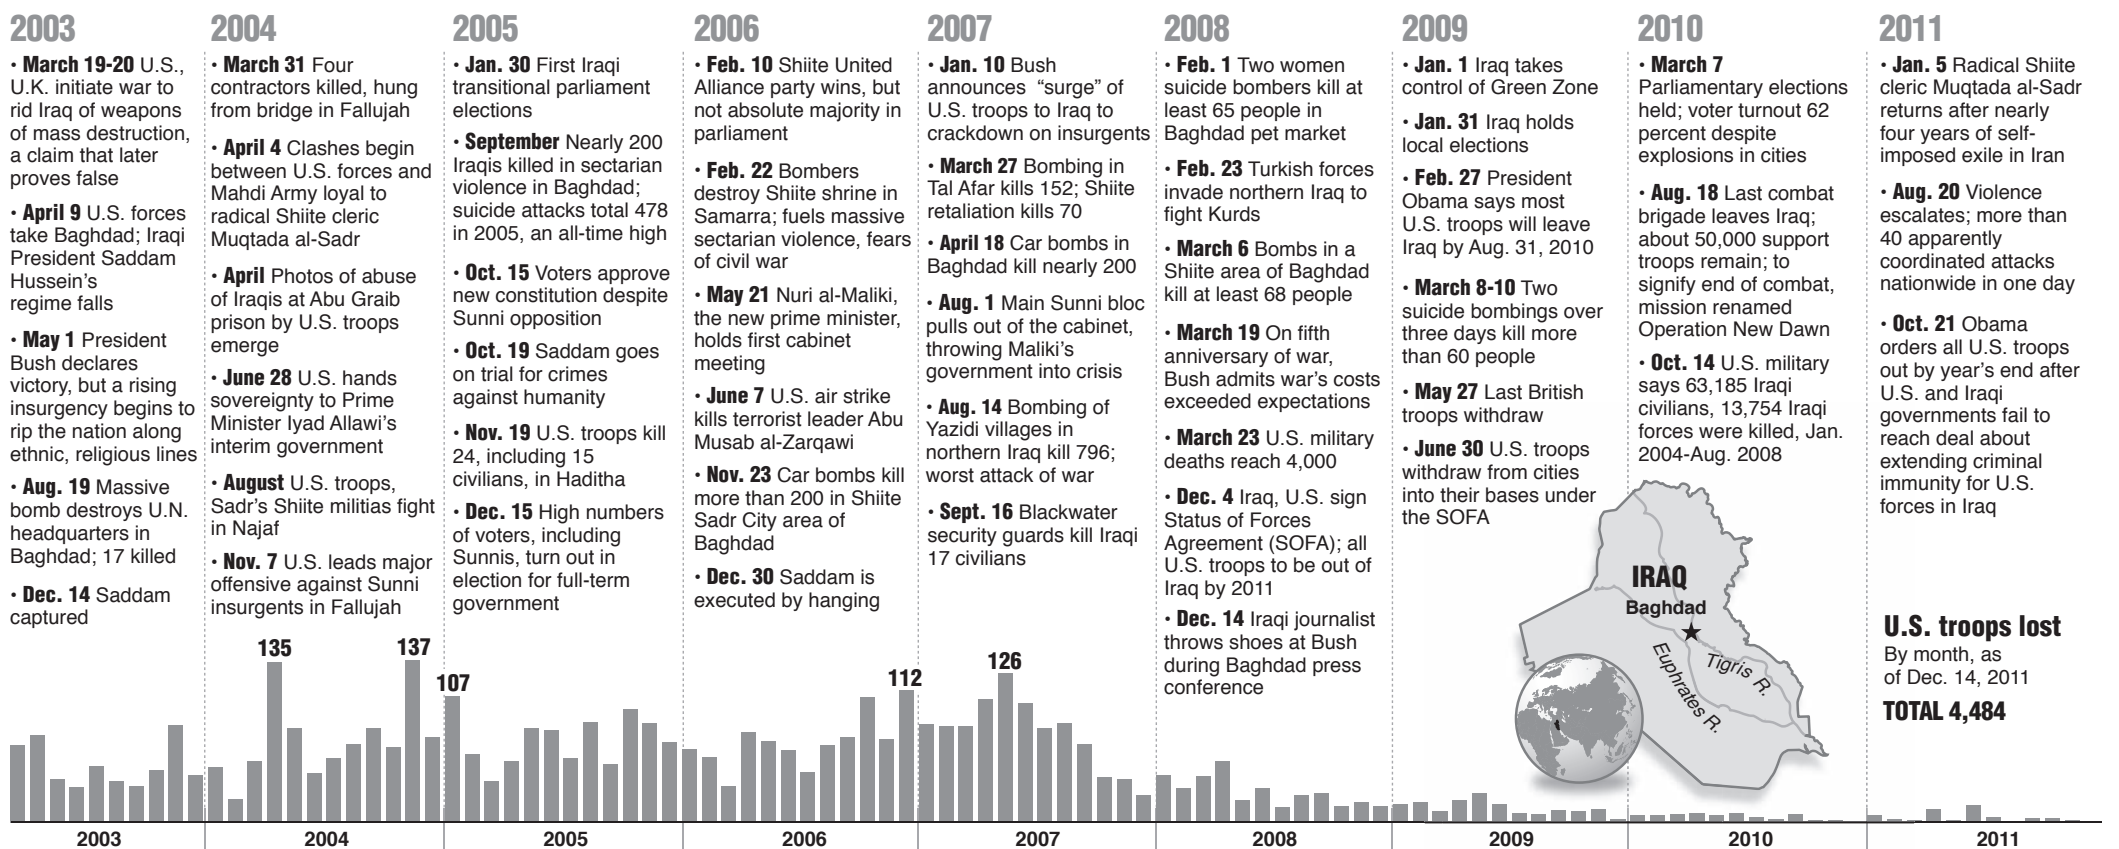 2003
• March 19-20 U.S.,
U.K. initiate war to
rid Iraq of weapons
of mass destruction,
a claim that later
proves false
• April 9 U.S. forces
take Baghdad; Iraqi
President Saddam
Hussein's
regime falls
• May 1 President
Bush declares
victory, but a rising
insurgency begins to
rip the nation along
ethnic, religious lines
• Aug. 19 Massive
bomb destroys U.N.
headquarters in
Baghdad; 17 killed
• Dec. 14 Saddam
captured
2004
• March 31 Four
contractors killed, hung
from bridge in Fallujah
• April 4 Clashes begin
between U.S. forces and
Mahdi Army loyal to
radical Shiite cleric
Muqtada al-Sadr
• April Photos of abuse
of Iraqis at Abu Graib
prison by U.S. troops
emerge
• June 28 U.S. hands
sovereignty to Prime
Minister Iyad Allawi's
interim government
• August U.S. troops,
Sadr's Shiite militias fight
in Najaf
• Nov. 7 U.S. leads major
offensive against Sunni
insurgents in Fallujah
2005
• Jan. 30 First Iraqi
transitional parliament
elections
• September Nearly 200
Iraqis killed in sectarian
violence in Baghdad;
suicide attacks total 478
in 2005, an all-time high
• Oct. 15 Voters approve
new constitution despite
Sunni opposition
• Oct. 19 Saddam goes
on trial for crimes
against humanity
• Nov. 19 U.S. troops kill
24, including 15
civilians, in Haditha
• Dec. 15 High numbers
of voters, including
Sunnis, turn out in
election for full-term
government
2006
• Feb. 10 Shiite United
Alliance party wins, but
not absolute majority in
parliament
• Feb. 22 Bombers
destroy Shiite shrine in
Samarra; fuels massive
sectarian violence, fears
of civil war
• May 21 Nuri al-Maliki,
the new prime minister,
holds first cabinet
meeting
• June 7 U.S. air strike
kills terrorist leader Abu
Musab al-Zarqawi
• Nov. 23 Car bombs kill
more than 200 in Shiite
Sadr City area of
Baghdad
• Dec. 30 Saddam is
executed by hanging
2007
• Jan. 10 Bush
announces “surge” of
U.S. troops to Iraq to
crackdown on insurgents
• March 27 Bombing in
Tal Afar kills 152; Shiite
retaliation kills 70
• April 18 Car bombs in
Baghdad kill nearly 200
• Aug. 1 Main Sunni bloc
pulls out of the cabinet,
throwing Maliki's
government into crisis
• Aug. 14 Bombing of
Yazidi villages in
northern Iraq kill 796;
worst attack of war
• Sept. 16 Blackwater
security guards kill Iraqi
17 civilians
2008
• Feb. 1 Two women
suicide bombers kill at
least 65 people in
Baghdad pet market
• Feb. 23 Turkish forces
invade northern Iraq to
fight Kurds
• March 6 Bombs in a
Shiite area of Baghdad
kill at least 68 people
• March 19 On fifth
anniversary of war,
Bush admits war's costs
exceeded expectations
• March 23 U.S. military
deaths reach 4,000
• Dec. 4 Iraq, U.S. sign
Status of Forces
Agreement (SOFA); all
U.S. troops to be out of
Iraq by 2011
• Dec. 14 Iraqi journalist
throws shoes at Bush
during Baghdad press
conference
2009
• Jan. 1 Iraq takes
control of Green Zone
• Jan. 31 Iraq holds
local elections
• Feb. 27 President
Obama says most
U.S. troops will leave
Iraq by Aug. 31, 2010
• March 8-10 Two
suicide bombings over
three days kill more
than 60 people
• May 27 Last British
troops withdraw
• June 30 U.S. troops
withdraw from cities
into their bases under
the SOFA
2010
• March 7
Parliamentary elections
held; voter turnout 62
percent despite
explosions in cities
• Aug. 18 Last combat
brigade leaves Iraq;
about 50,000 support
troops remain; to
signify end of combat,
mission renamed
Operation New Dawn
• Oct. 14 U.S. military
says 63,185 Iraqi
civilians, 13,754 Iraqi
forces were killed, Jan.
2004-Aug. 2008
2011
• Jan. 5 Radical Shiite
cleric Muqtada al-Sadr
returns after nearly
four years of self-
imposed exile in Iran
• Aug. 20 Violence
escalates; more than
40 apparently
coordinated attacks
nationwide in one day
• Oct. 21 Obama
orders all U.S. troops
out by year's end after
U.S. and Iraqi
governments fail to
reach deal about
extending criminal
immunity for U.S.
forces in Iraq
IRAQ
Baghdad
Tigris R.
Euphrates R.
U.S. troops lost
By month, as
of Dec. 14, 2011
TOTAL 4,484
135
137
107
112
126
2003
2004
2005
2006
2007
2008
2009
2010
2011